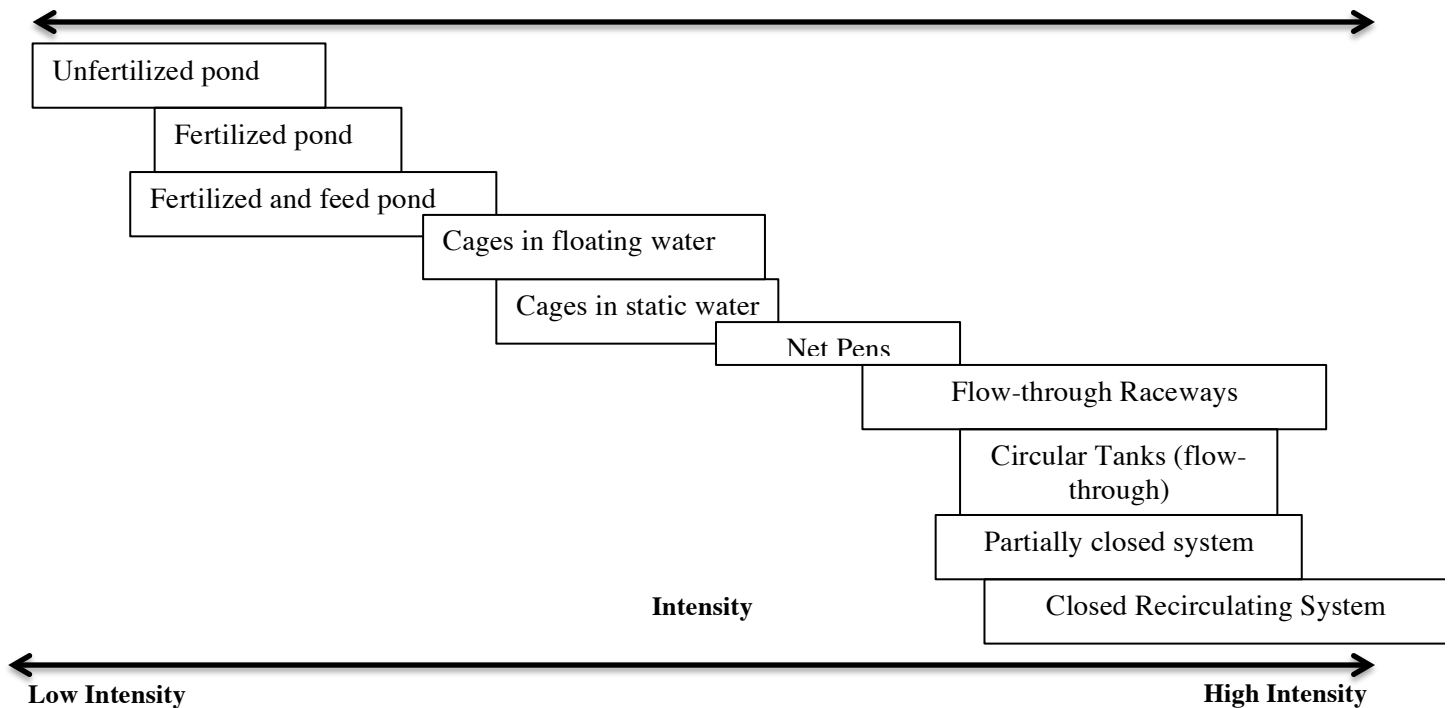 Unfertilized pond
Fertilized pond
Fertilized and feed pond
Cages in floating water
Cages in static water
Net Pens
Flow-through Raceways
Circular Tanks (flow-
through)
Partially closed system
Closed Recirculating System
Intensity
Low Intensity
High Intensity